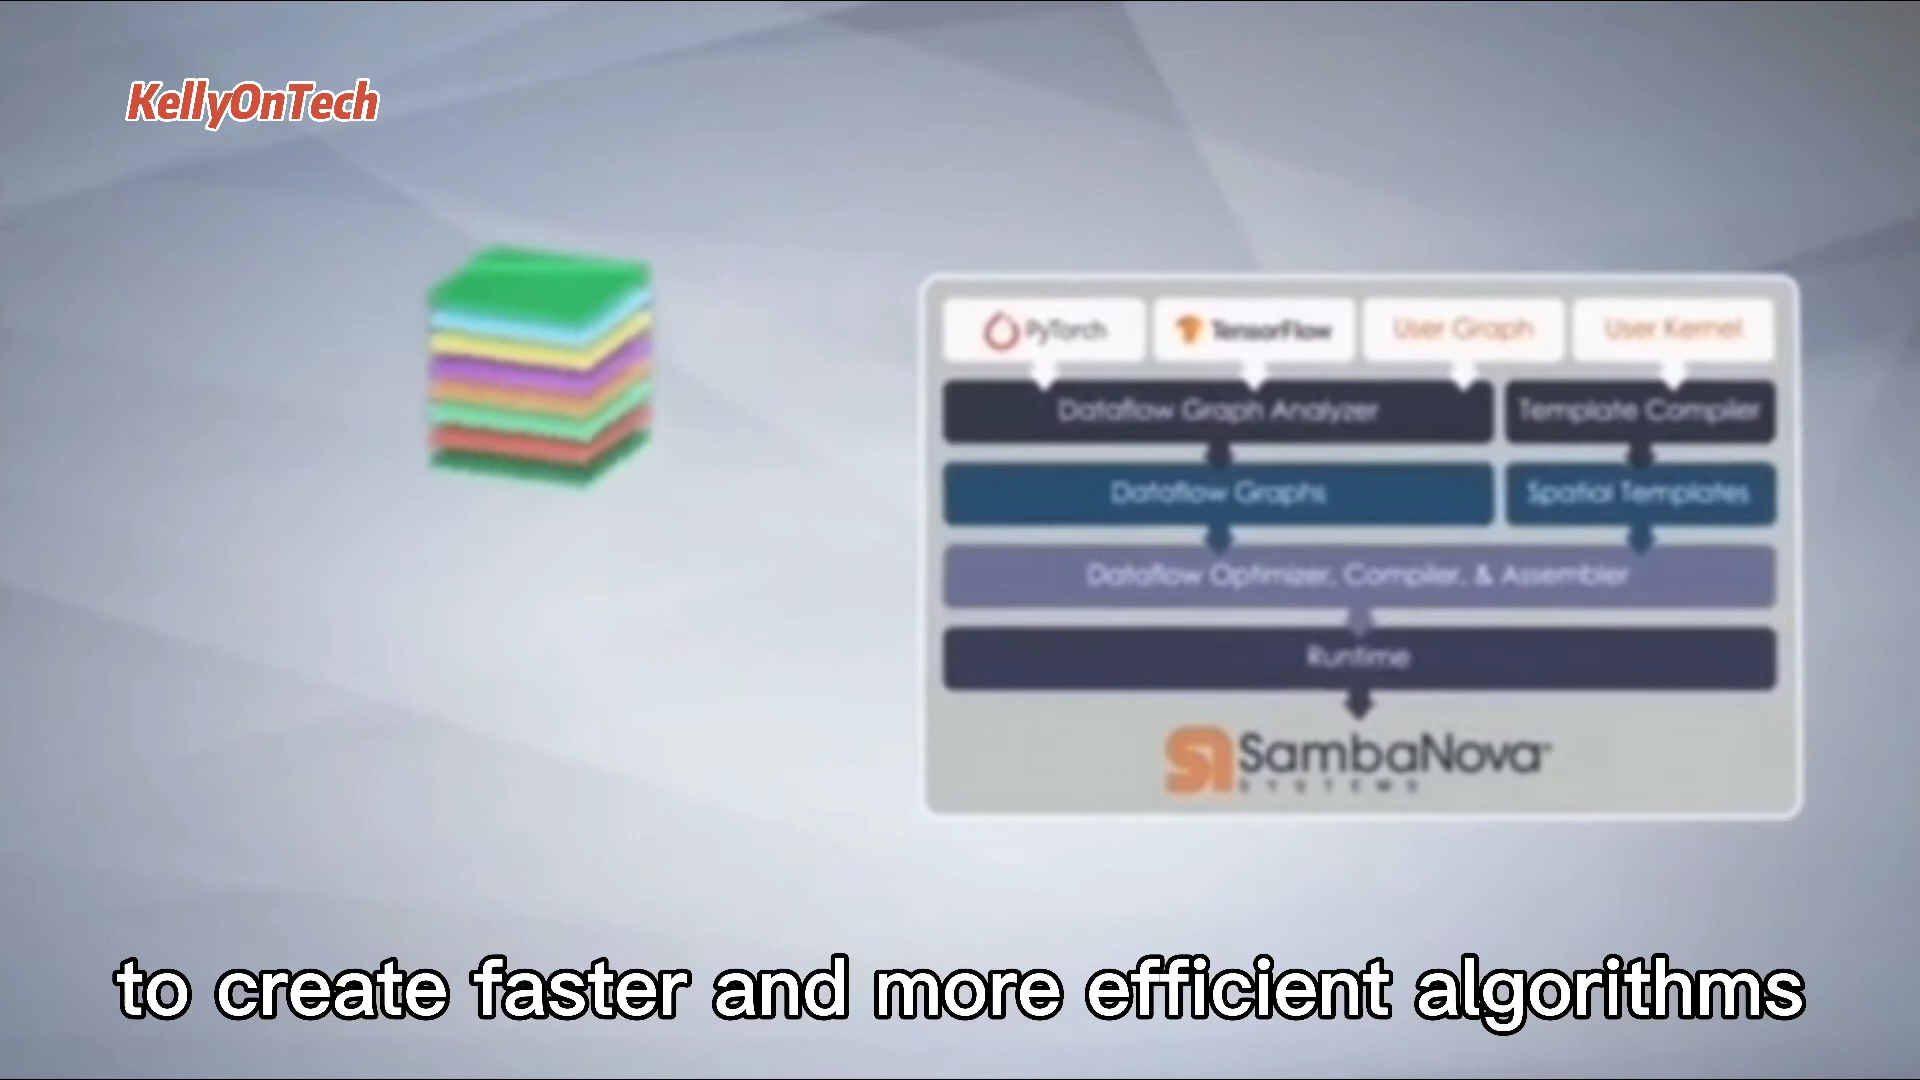 KellyOnTech
PyTorch
TensorFlow
User Graph
User Kernel
Dataflow Graph Analyzer
Template Compiler
Dataflow Graphs
Spatial Templates
Dataflow Optimizer, Compiler, & Assembler
Runtime
SambaNova
SYSTEMS
to create faster and more efficient algorithms